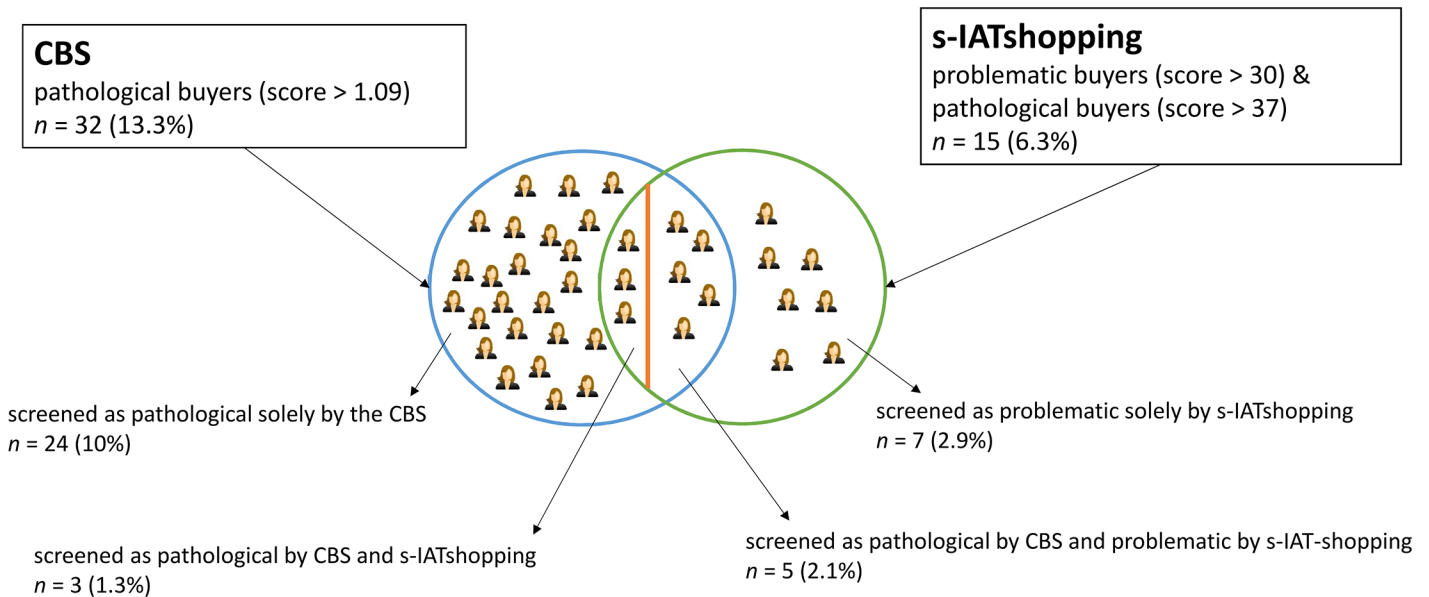 CBS
pathological buyers (score > 1.09)
n = 32 (13.3%)
s-IATshopping
problematic buyers (score > 30) &
pathological buyers (score > 37)
n = 15 (6.3%)
screened as pathological solely by the CBS
n = 24 (10%)
screened as problematic solely by s-IATshopping
n = 7 (2.9%)
screened as pathological by CBS and s-IATshopping
n = 3 (1.3%)
screened as pathological by CBS and problematic by s-IAT-shopping
n = 5 (2.1%)